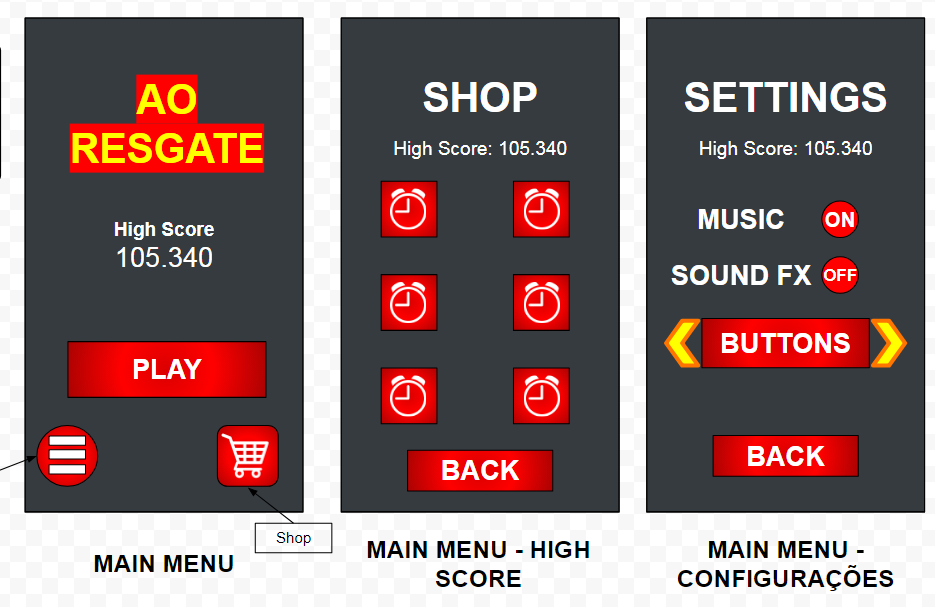 AO
RESGATE
High Score
105.340
PLAY
Shop
MAIN MENU
SHOP
High Score: 105.340
BACK
MAIN MENU - HIGH
SCORE
SETTINGS
High Score: 105.340
MUSIC ON
SOUND FX OFF
BUTTONS
BACK
MAIN MENU -
CONFIGURAÇÕES